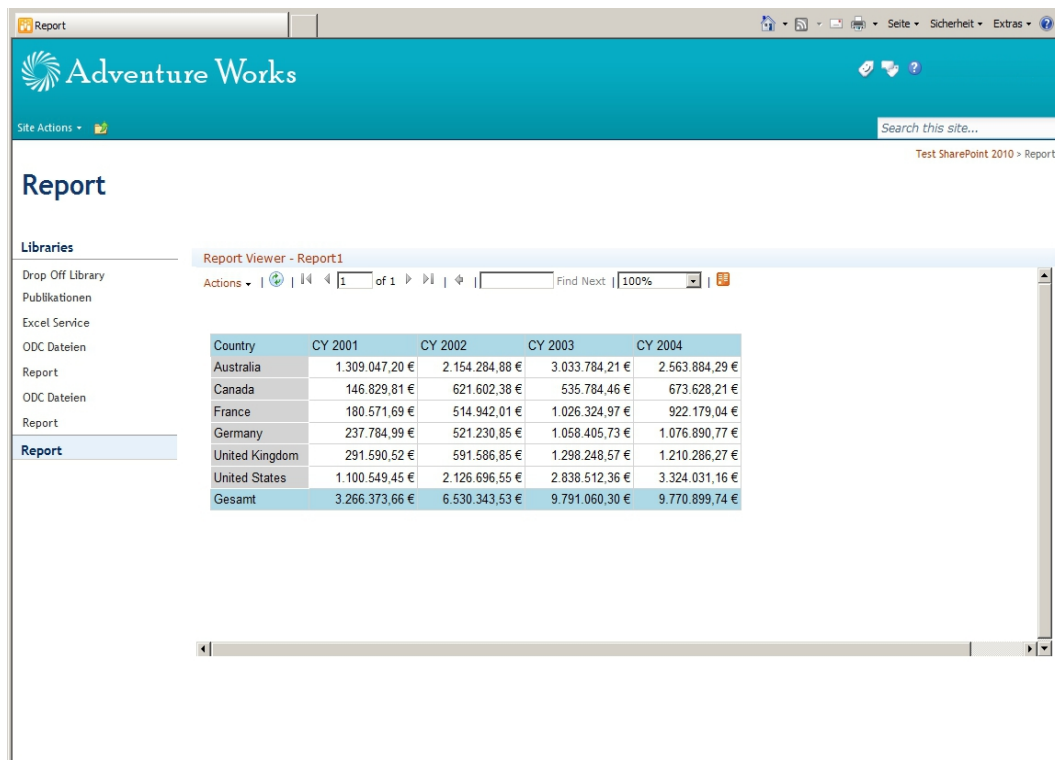 Report
Seite Sicherheit Extras
Adventure Works
Site Actions
Search this site...
Test SharePoint 2010 > Report
Report
Libraries
Drop Off Library
Publikationen
Excel Service
ODC Dateien
Report
ODC Dateien
Report
Report
Report Viewer - Report1
Actions | | 1 of 1 | | Find Next | 100% |
Country CY 2001 CY 2002 CY 2003 CY 2004
Australia 1.309.047,20 € 2.154.284,88 € 3.033.784,21 € 2.563.884,29 €
Canada 146.829,81 € 621.602,38 € 535.784,46 € 673.628,21 €
France 180.571,69 € 514.942,01 € 1.026.324,97 € 922.179,04 €
Germany 237.784,99 € 521.230,85 € 1.058.405,73 € 1.076.890,77 €
United Kingdom 291.590,52 € 591.586,85 € 1.298.248,57 € 1.210.286,27 €
United States 1.100.549,45 € 2.126.696,55 € 2.838.512,36 € 3.324.031,16 €
Gesamt 3.266.373,66 € 6.530.343,53 € 9.791.060,30 € 9.770.899,74 €